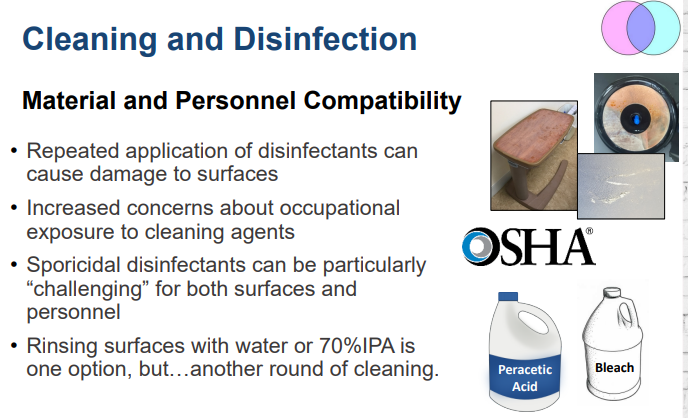 Cleaning and Disinfection
Material and Personnel Compatibility
• Repeated application of disinfectants can
cause damage to surfaces
• Increased concerns about occupational
exposure to cleaning agents
• Sporicidal disinfectants can be particularly
“challenging” for both surfaces and
personnel
• Rinsing surfaces with water or 70%IPA is
one option, but…another round of cleaning.
OSHA®
Peracetic
Acid
Bleach